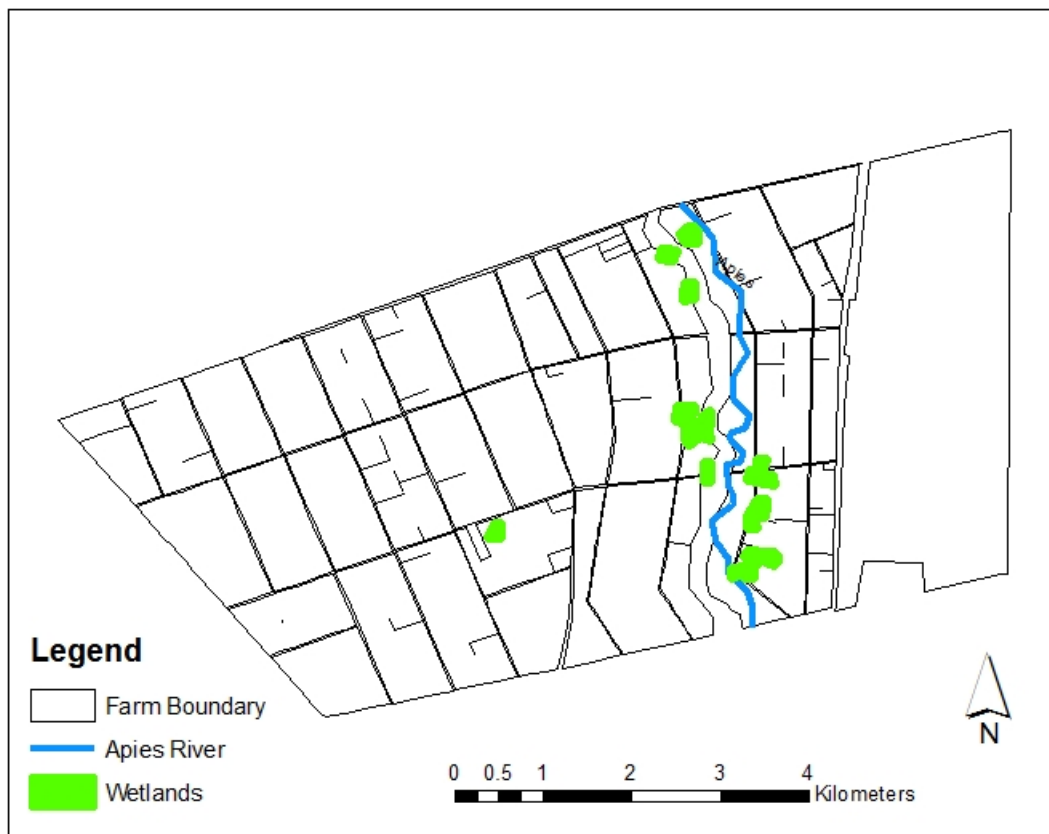 Apies
Legend
Farm Boundary
Apies River
Wetlands
0 0.5 1 2 3 4
Kilometers
N